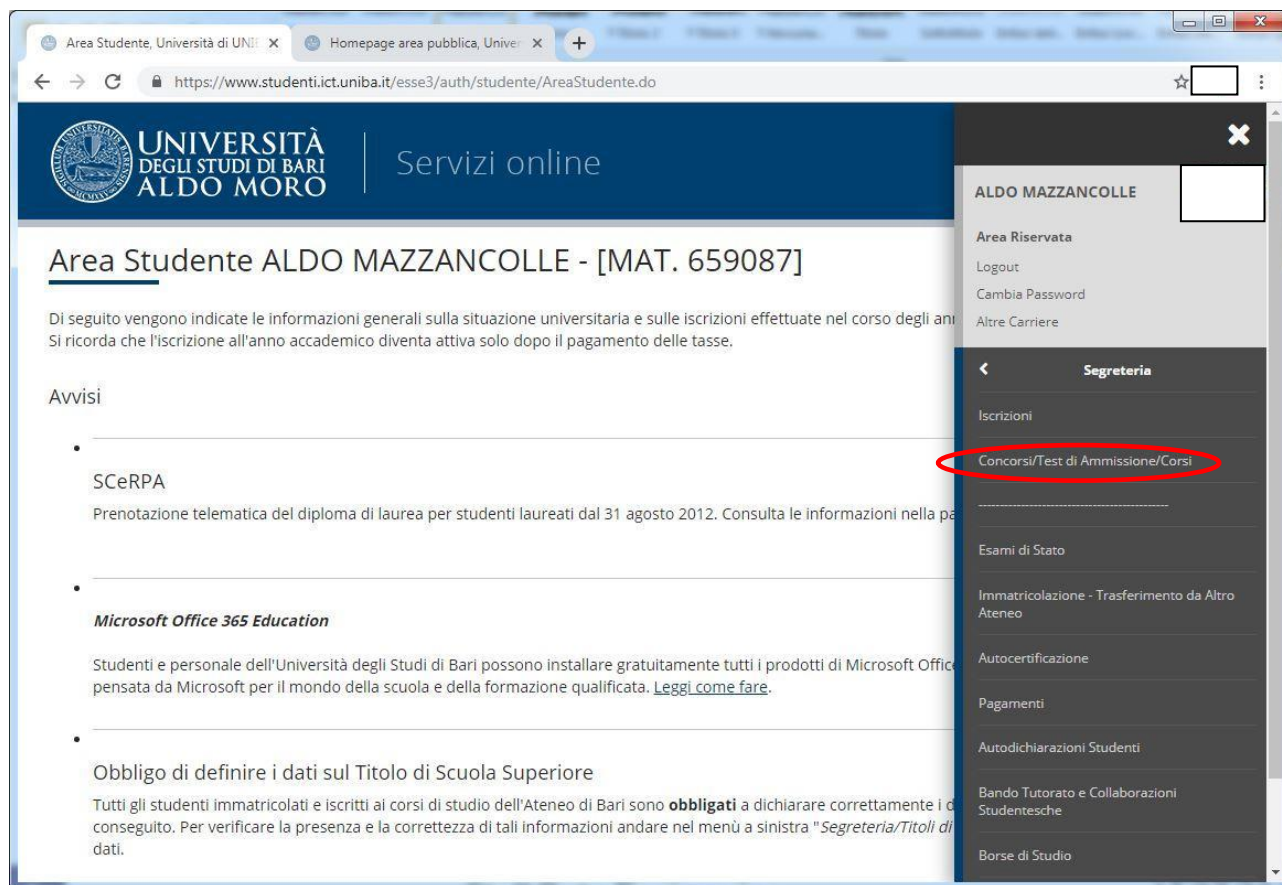 Area Studente, Università di UNI
Homepage area pubblica, Univer
https://www.studenti.ict.uniba.it/esse3/auth/studente/AreaStudente.do
UNIVERSITÀ
DEGLI STUDI DI BARI
ALDO MORO
Servizi online
Area Studente ALDO MAZZANCOLLE - [MAT. 659087]
Di seguito vengono indicate le informazioni generali sulla situazione universitaria e sulle iscrizioni effettuate nel corso degli
Si ricorda che l'iscrizione all'anno accademico diventa attiva solo dopo il pagamento delle tasse.
Avvisi
SCeRPA
Prenotazione telematica del diploma di laurea per studenti laureati dal 31 agosto 2012. Consulta le informazioni nella
Microsoft Office 365 Education
Studenti e personale dell'Università degli Studi di Bari possono installare gratuitamente tutti i prodotti di Microsoft Office
pensata da Microsoft per il mondo della scuola e della formazione qualificata. Leggi come fare.
Obbligo di definire i dati sul Titolo di Scuola Superiore
Tutti gli studenti immatricolati e iscritti ai corsi di studio dell'Ateneo di Bari sono obbligati a dichiarare correttamente i
conseguito. Per verificare la presenza e la correttezza di tali informazioni andare nel menù a sinistra "Segreteria/Titoli di
dati.
ALDO MAZZANCOLLE
Area Riservata
Logout
Cambia Password
Altre Carriere
Segreteria
Iscrizioni
Concorsi/Test di Ammissione/Corsi
--------------------------------------------
Esami di Stato
Immatricolazione - Trasferimento da Altro
Ateneo
Autocertificazione
Pagamenti
Autodichiarazioni Studenti
Bando Tutorato e Collaborazioni
Studentesche
Borse di Studio